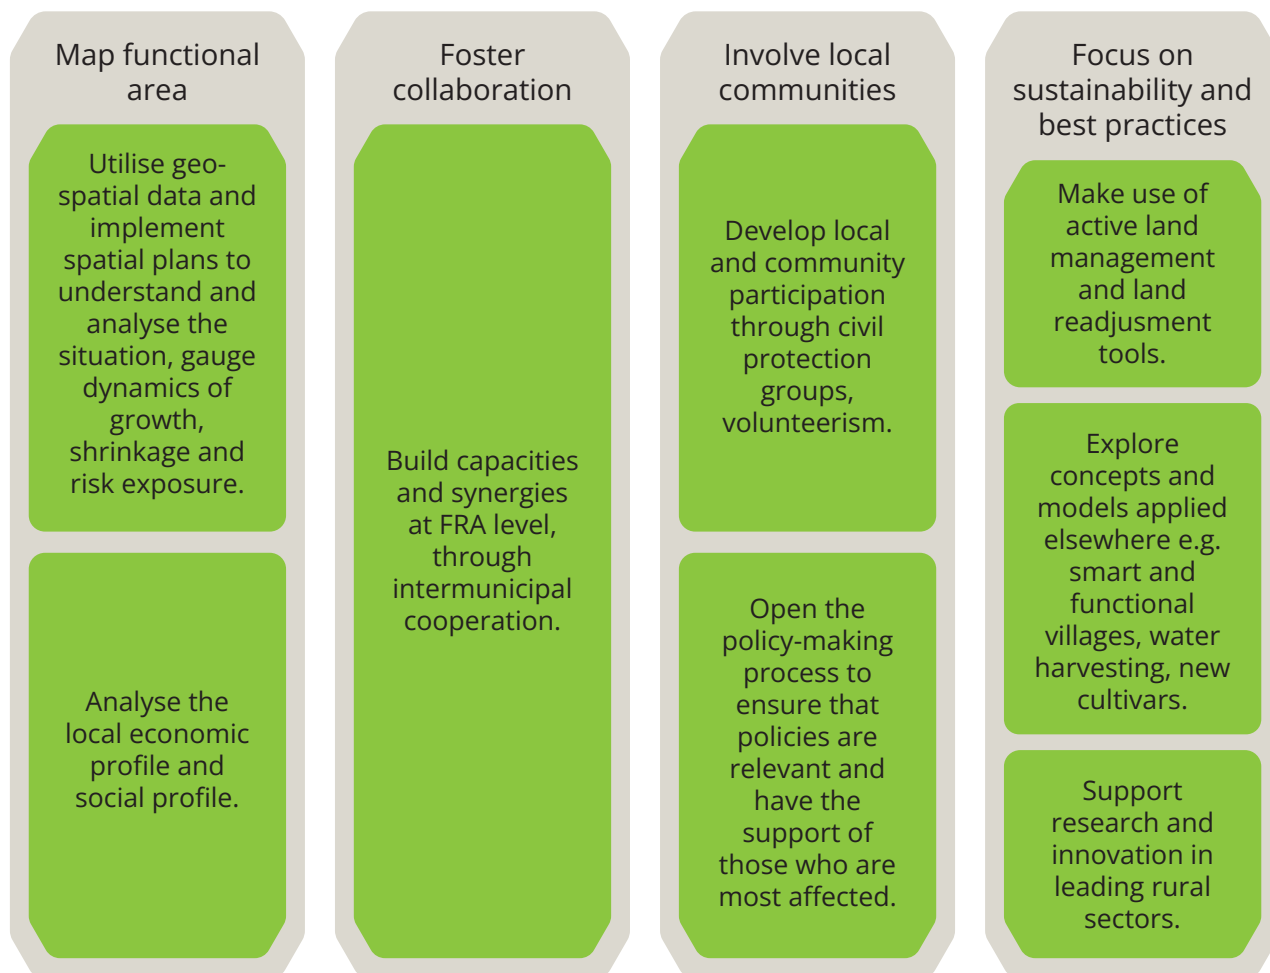 Map functional
area
Utilise geo-
spatial data and
implement
spatial plans to
understand and
analyse the
situation, gauge
dynamics of
growth,
shrinkage and
risk exposure.
Analyse the
local economic
profile and
social profile.
Foster
collaboration
Build capacities
and synergies
at FRA level,
through
intermunicipal
cooperation.
Involve local
communities
Develop local
and community
participation
through civil
protection
groups,
volunteerism.
Open the
policy-making
process to
ensure that
policies are
relevant and
have the
support of
those who are
most affected.
Focus on
sustainability and
best practices
Make use of
active land
management
and land
readjusment
tools.
Explore
concepts and
models applied
elsewhere e.g.
smart and
functional
villages, water
harvesting, new
cultivars.
Support
research and
innovation in
leading rural
sectors.